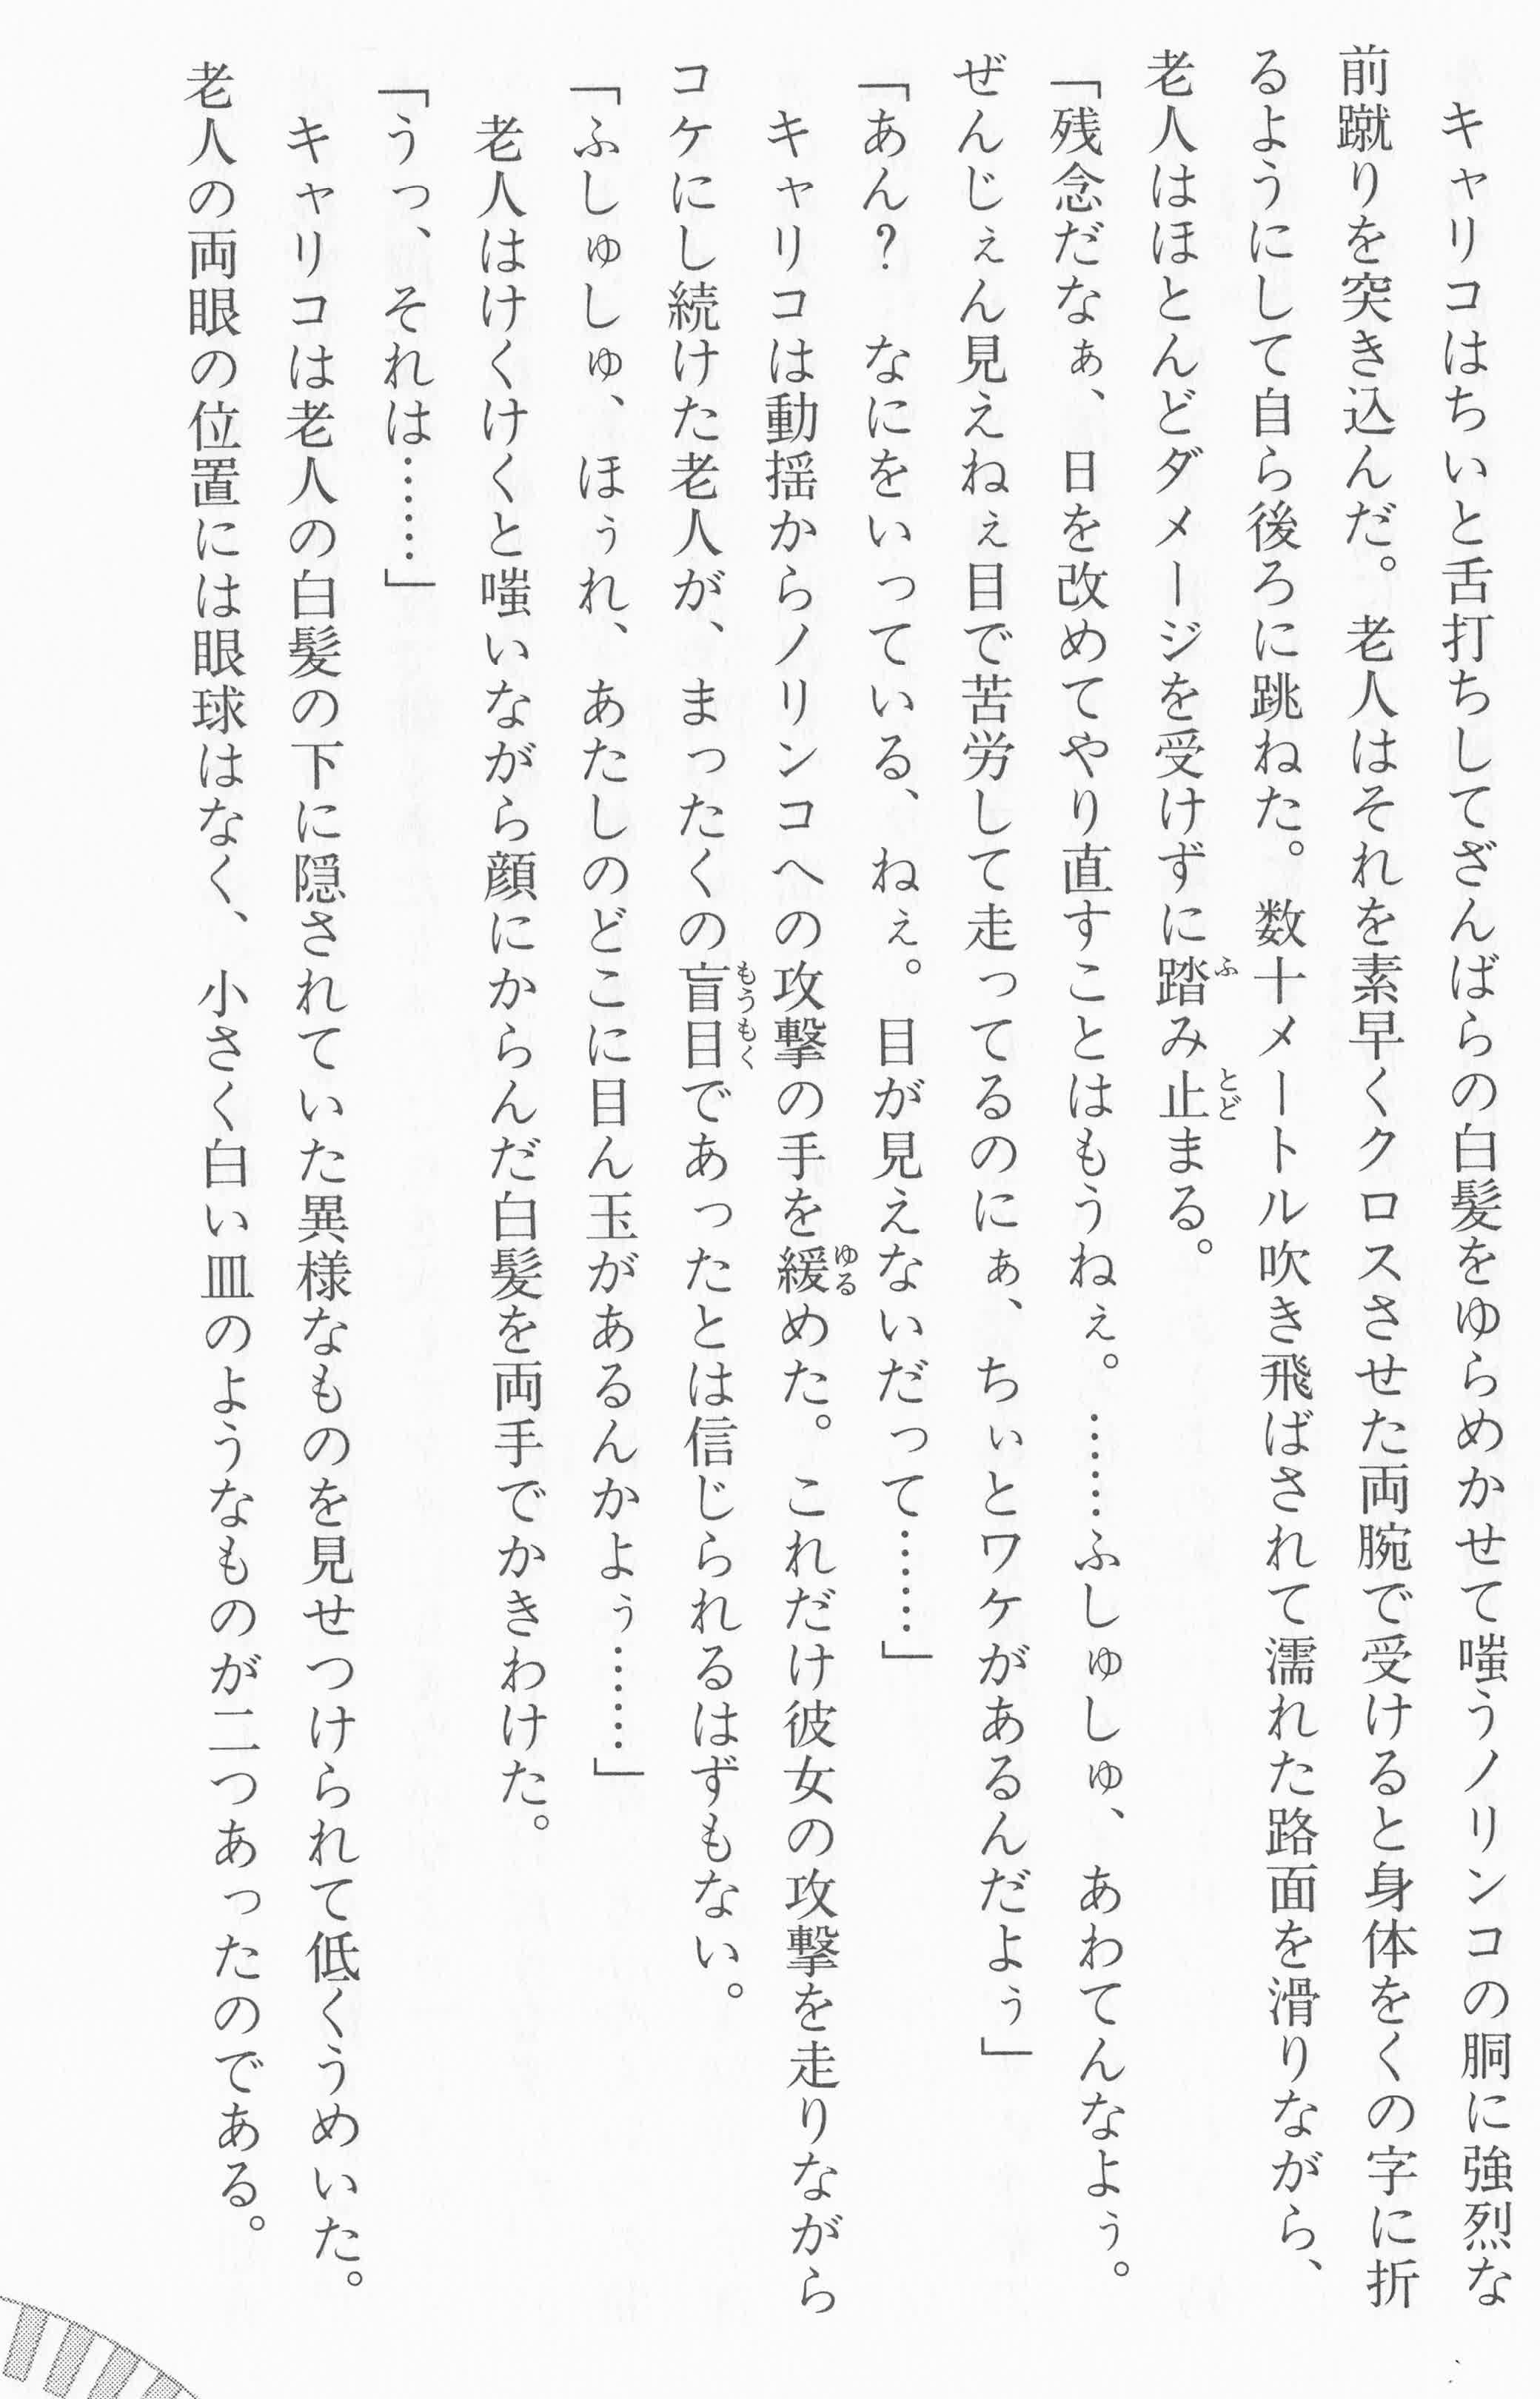 キャリコはちいと舌打ちしてざんばらの白髪をゆらめかせて嗤うノリンコの胴に強烈な
前蹴りを突き込んだ。老人はそれを素早くクロスさせた両腕で受けると身体をくの字に折
るようにして自ら後ろに跳ねた。数十メートル吹き飛ばされて濡れた路面を滑りながら、
老人はほとんどダメージを受けずに踏み止まる。
「残念だなぁ、日を改めてやり直すことはもうねぇ。……ふしゅしゅ、あわてんなよぅ。
ぜんじぇん見えねぇ目で苦労して走ってるのにぁ、ちぃとワケがあるんだよぅ」
「あん？　なにをいっている、ねぇ。目が見えないだって……」
キャリコは動揺からノリンコへの攻撃の手を緩めた。これだけ彼女の攻撃を走りながら
コケにし続けた老人が、まったくの盲目であったとは信じられるはずもない。
「ふしゅしゅ、ほぅれ、あたしのどこに目ん玉があるんかよぅ……」
老人はけくけくと嗤いながら顔にからんだ白髪を両手でかきわけた。
「うっ、それは……」
キャリコは老人の白髪の下に隠されていた異様なものを見せつけられて低くうめいた。
老人の両眼の位置には眼球はなく、小さく白い皿のようなものが二つあったのである。